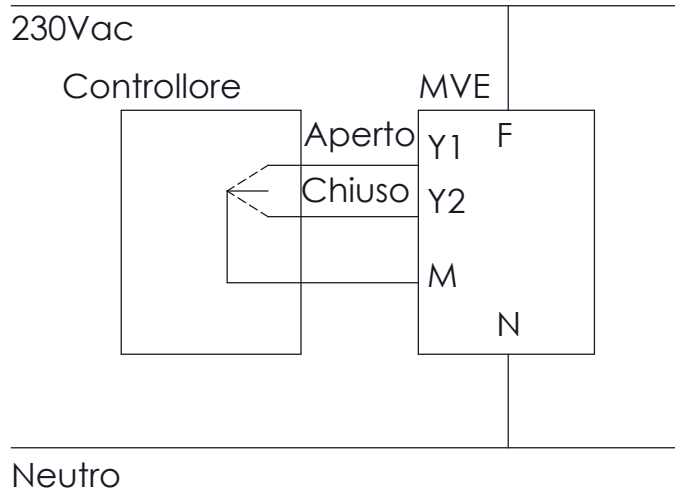 230Vac
Controllore
MVE
Aperto
Y1
F
Chiuso
Y2
M
N
Neutro